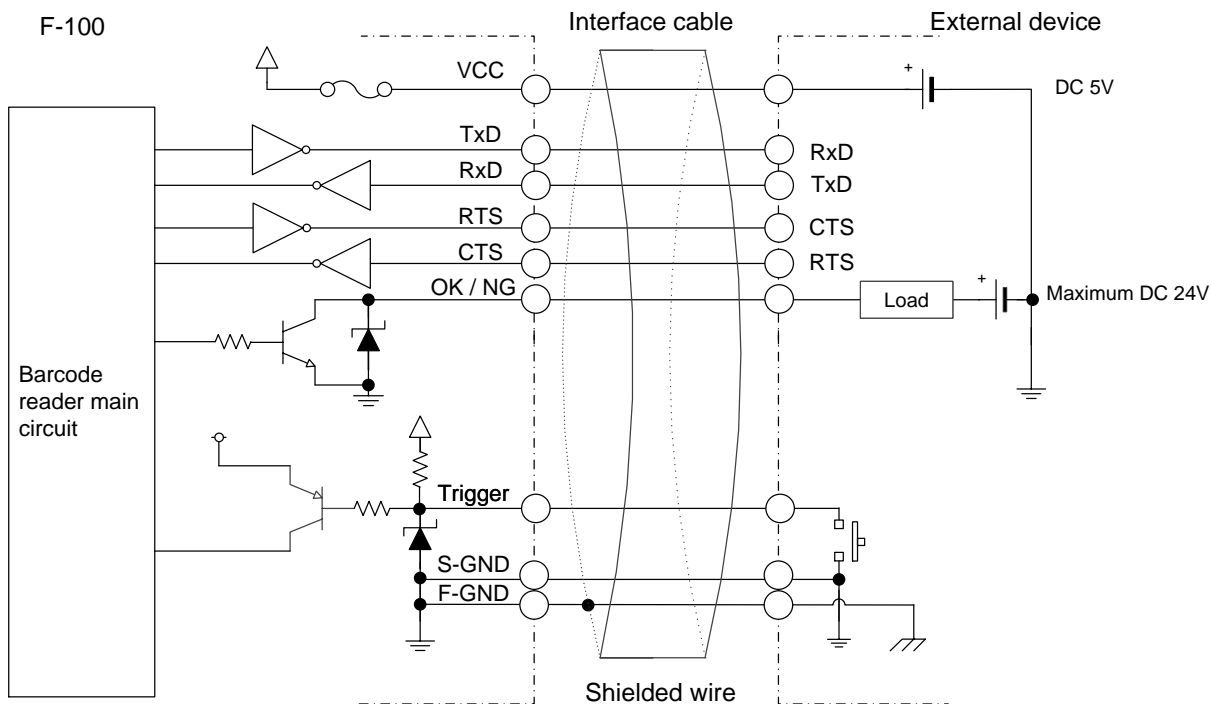 F-100
Interface cable
External device
VCC
+
DC 5V
TxD
RxD
RxD
TxD
RTS
CTS
CTS
RTS
OK / NG
Load
+
Maximum DC 24V
Barcode
reader main
circuit
Trigger
S-GND
F-GND
Shielded wire